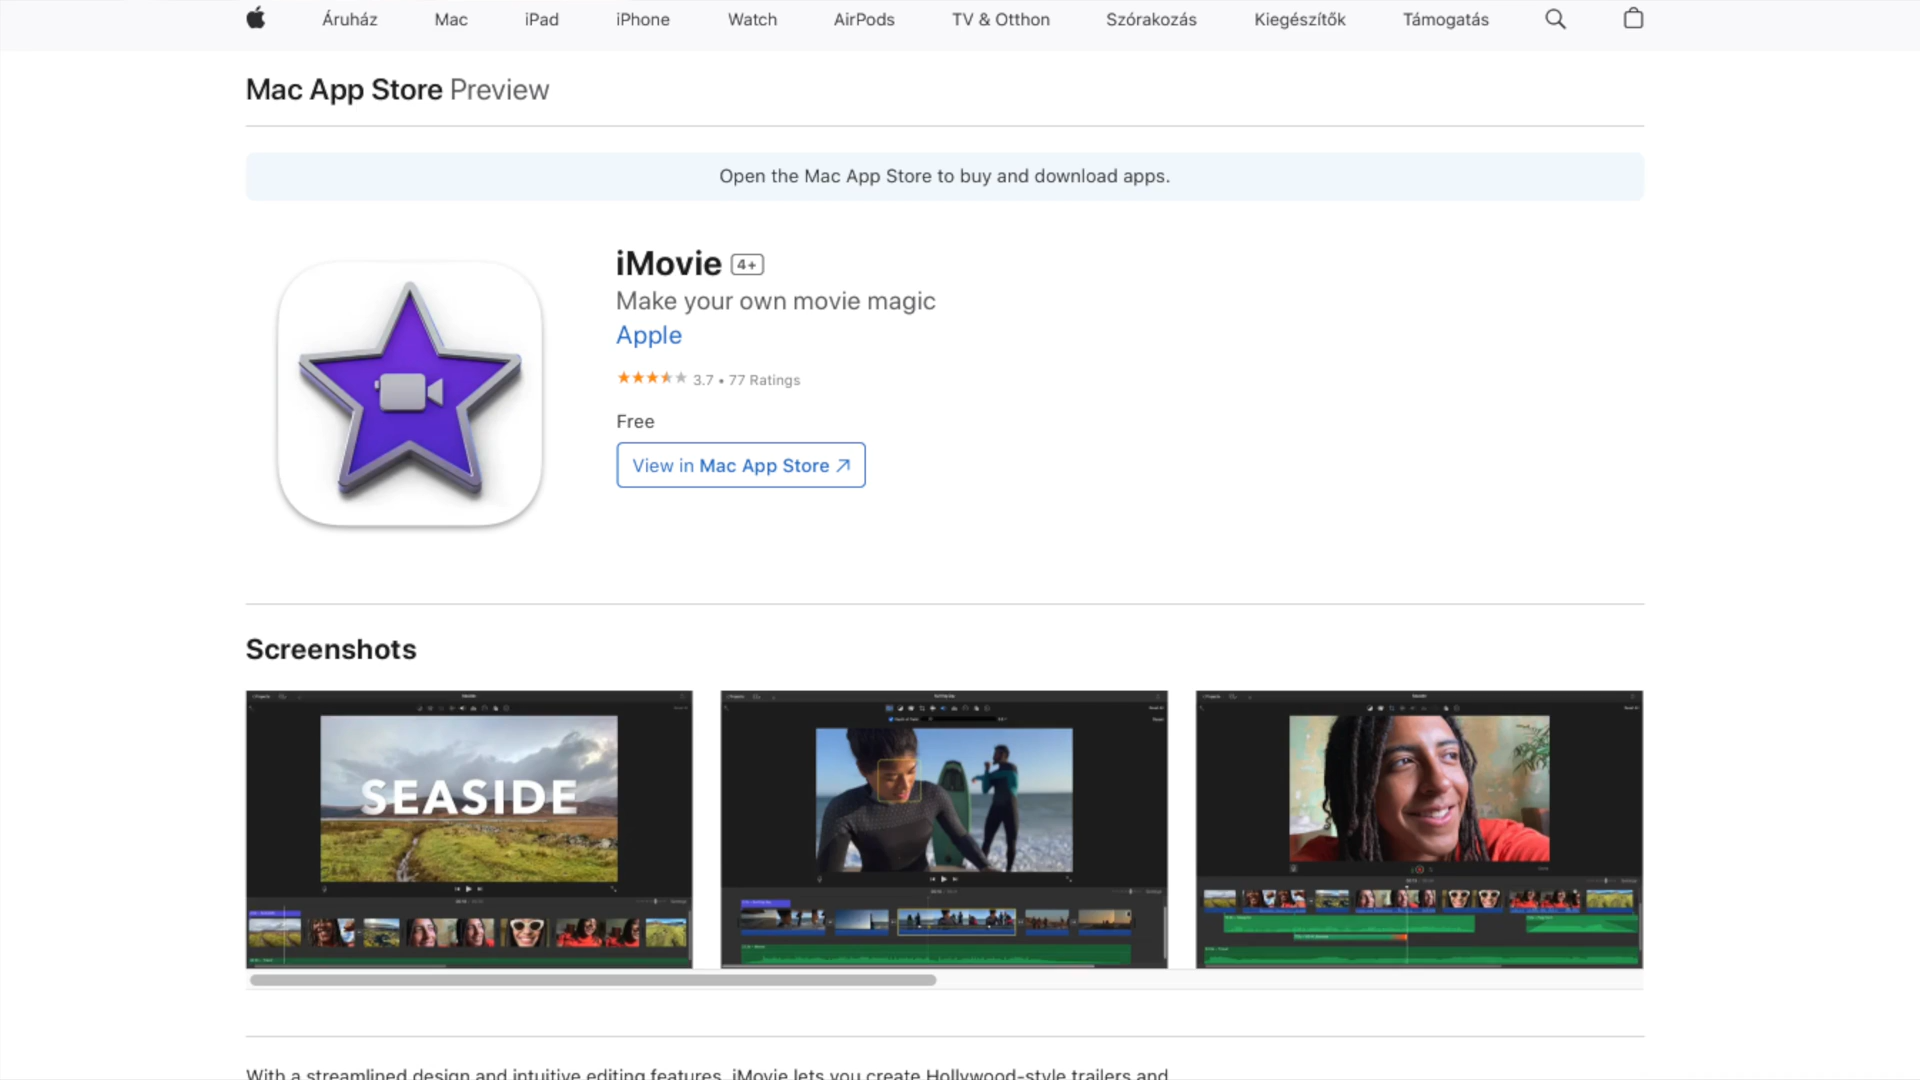 Áruház Mac iPad iPhone Watch AirPods TV & Otthon Szórakozás Kiegészítők Támogatás
Mac App Store Preview
Open the Mac App Store to buy and download apps.
iMovie 4+
Make your own movie magic
Apple
3.7 • 77 Ratings
Free
View in Mac App Store
Screenshots
SEASIDE
With a streamlined design and intuitive editing features, iMovie lets you create Hollywood-style trailers and